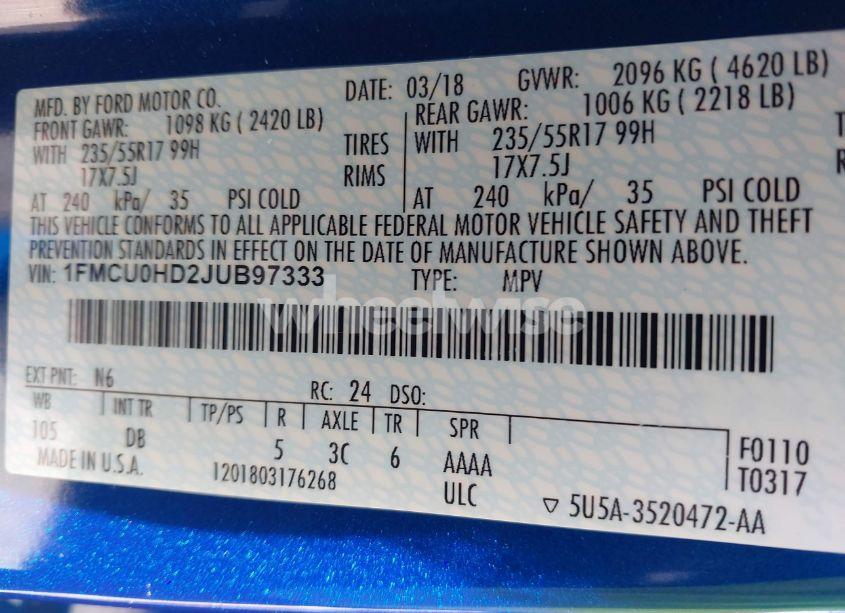 MFD. BY FORD MOTOR CO.
DATE: 03/18
GVWR: 2096 KG ( 4620 LB)
FRONT GAWR: 1098 KG ( 2420 LB)
REAR GAWR: 1006 KG ( 2218 LB)
WITH 235/55R17 99H TIRES
WITH 235/55R17 99H
17X7.5J RIMS
17X7.5J
AT 240 kPa/ 35 PSI COLD
AT 240 kPa/ 35 PSI COLD
THIS VEHICLE CONFORMS TO ALL APPLICABLE FEDERAL MOTOR VEHICLE SAFETY AND THEFT
PREVENTION STANDARDS IN EFFECT ON THE DATE OF MANUFACTURE SHOWN ABOVE.
VIN: 1FMCU0HD2JUB97333
TYPE: MPV
wheelwise
EXT PNT: N6
RC: 24 DSO:
WB INT TR TP/PS R AXLE TR SPR
105 DB 5 3C 6 AAAA
F0110
MADE IN U.S.A.
1201803176268
ULC
T0317
5U5A-3520472-AA